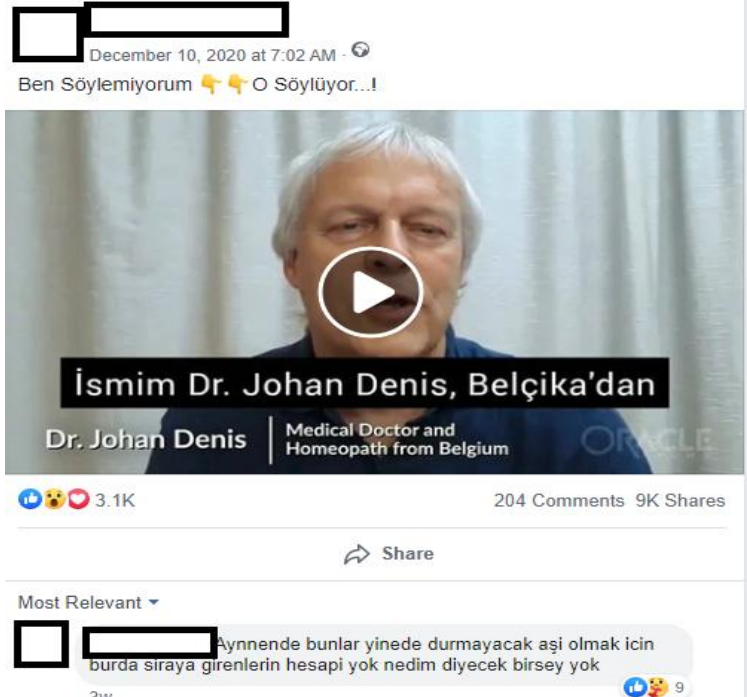 December 10, 2020 at 7:02 AM ·
Ben Söylemiyorum 👇👇 O Söylüyor...!
İsmim Dr. Johan Denis, Belçika'dan
Dr. Johan Denis
Medical Doctor and
Homeopath from Belgium
ORACLE
3.1K
204 Comments 9K Shares
Share
Most Relevant
Aynnende bunlar yinede durmayacak aşi olmak icin
burda siraya girenlerin hesapi yok nedim diyecek birsey yok
9